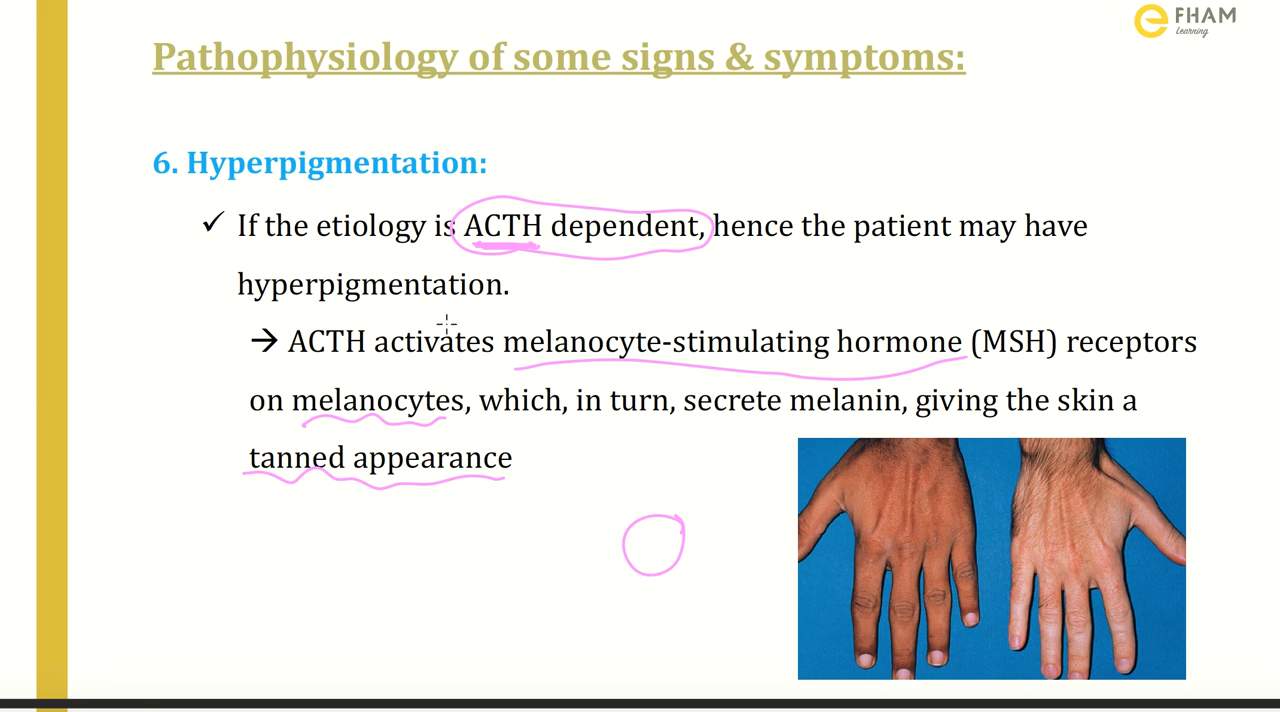 eFHAM
Learning
Pathophysiology of some signs & symptoms:
6. Hyperpigmentation:
✓ If the etiology is ACTH dependent, hence the patient may have
hyperpigmentation.
→ ACTH activates melanocyte-stimulating hormone (MSH) receptors
on melanocytes, which, in turn, secrete melanin, giving the skin a
tanned appearance